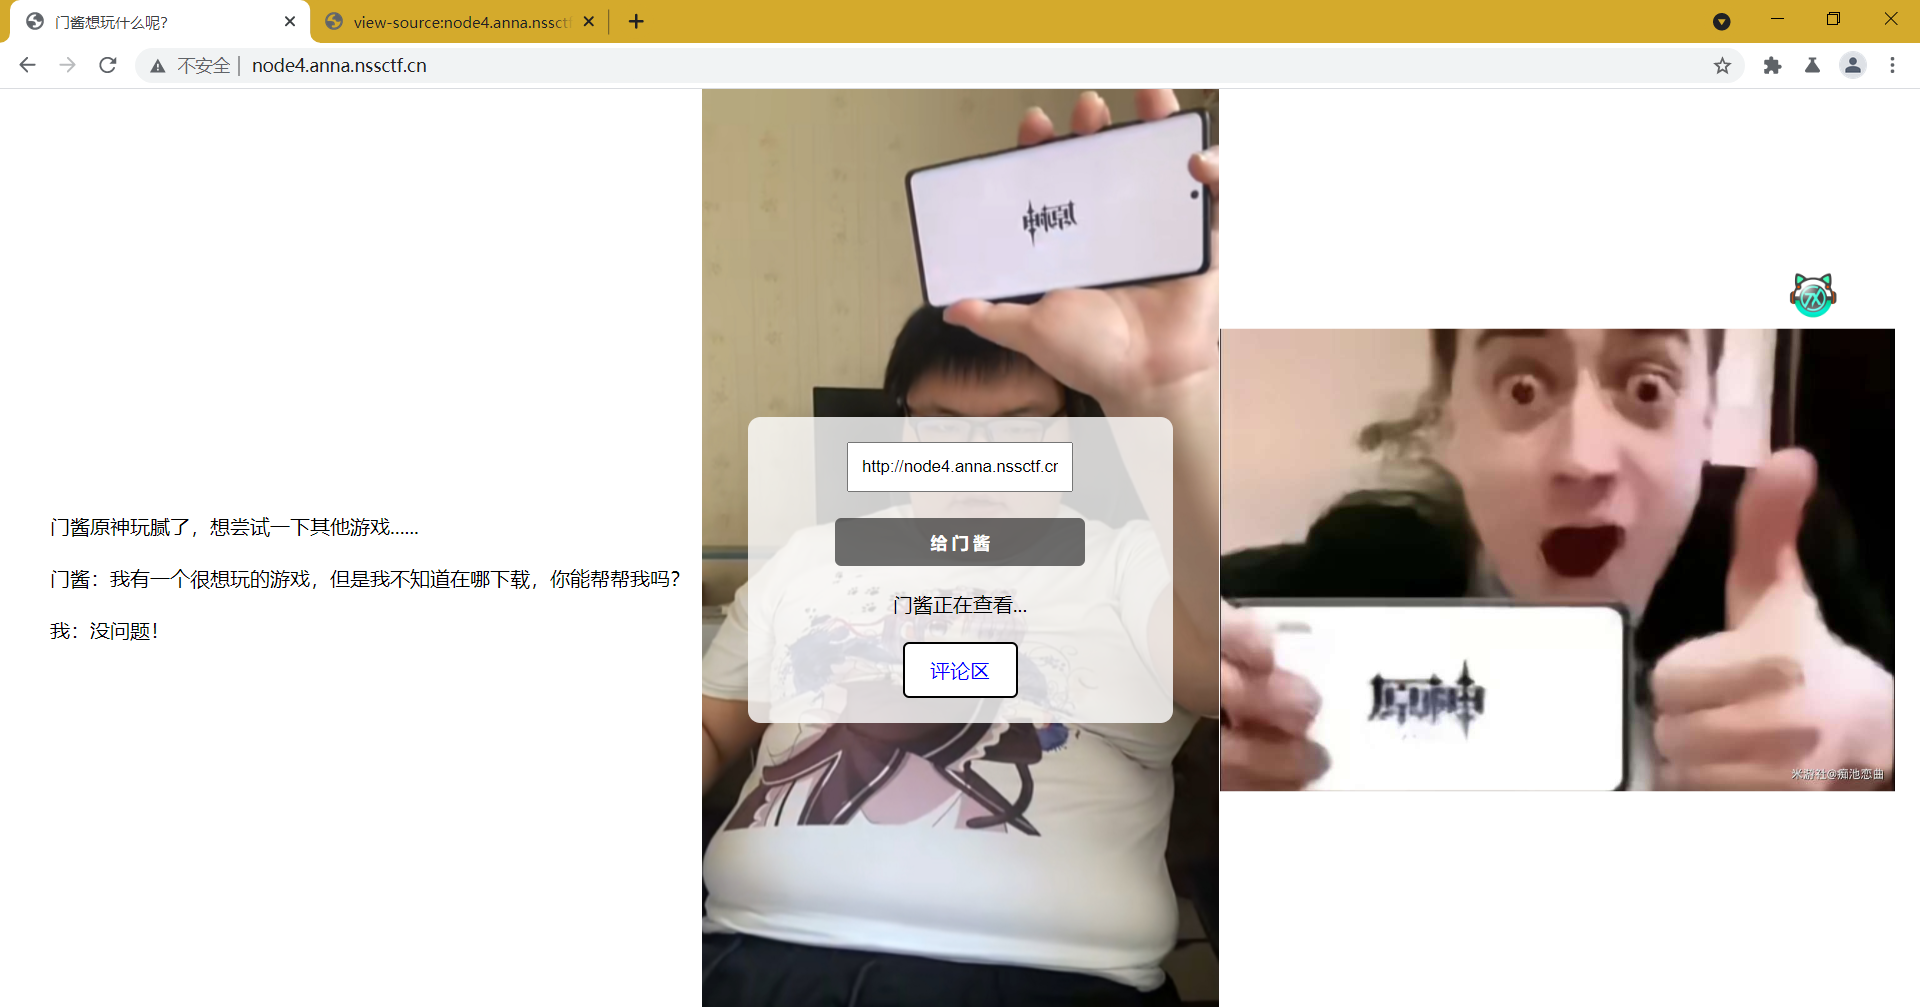 门酱想玩什么呢？
view-source:node4.anna.nssctf
不安全
node4.anna.nssctf.cn
原神
http://node4.anna.nssctf.cr
给门酱
门酱正在查看...
评论区
门酱原神玩腻了，想尝试一下其他游戏......
门酱：我有一个很想玩的游戏，但是我不知道在哪下载，你能帮帮我吗？
我：没问题！
原神
米游社@痴池恋曲